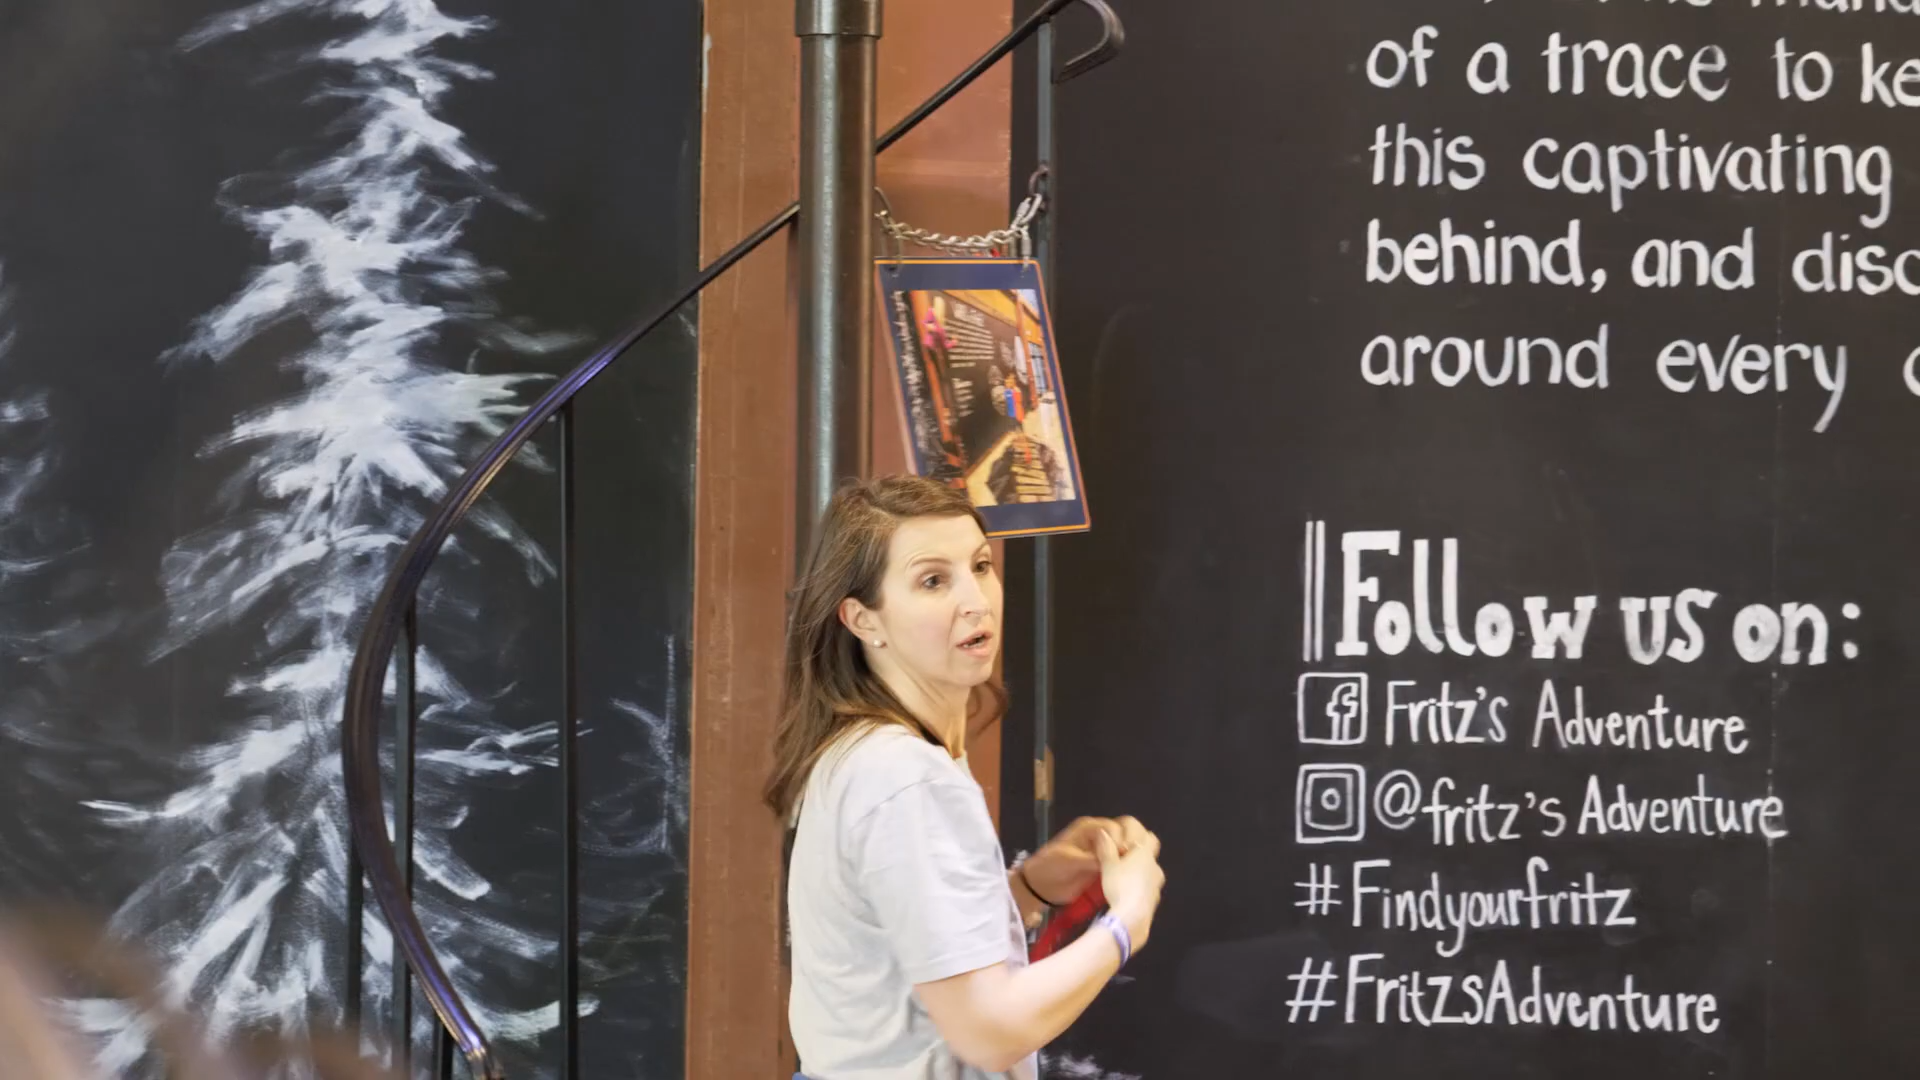 of a trace to ke
this captivating
behind, and disc
around every
Follow us on:
f Fritz's Adventure
@fritz's Adventure
#Findyourfritz
#FritzsAdventure